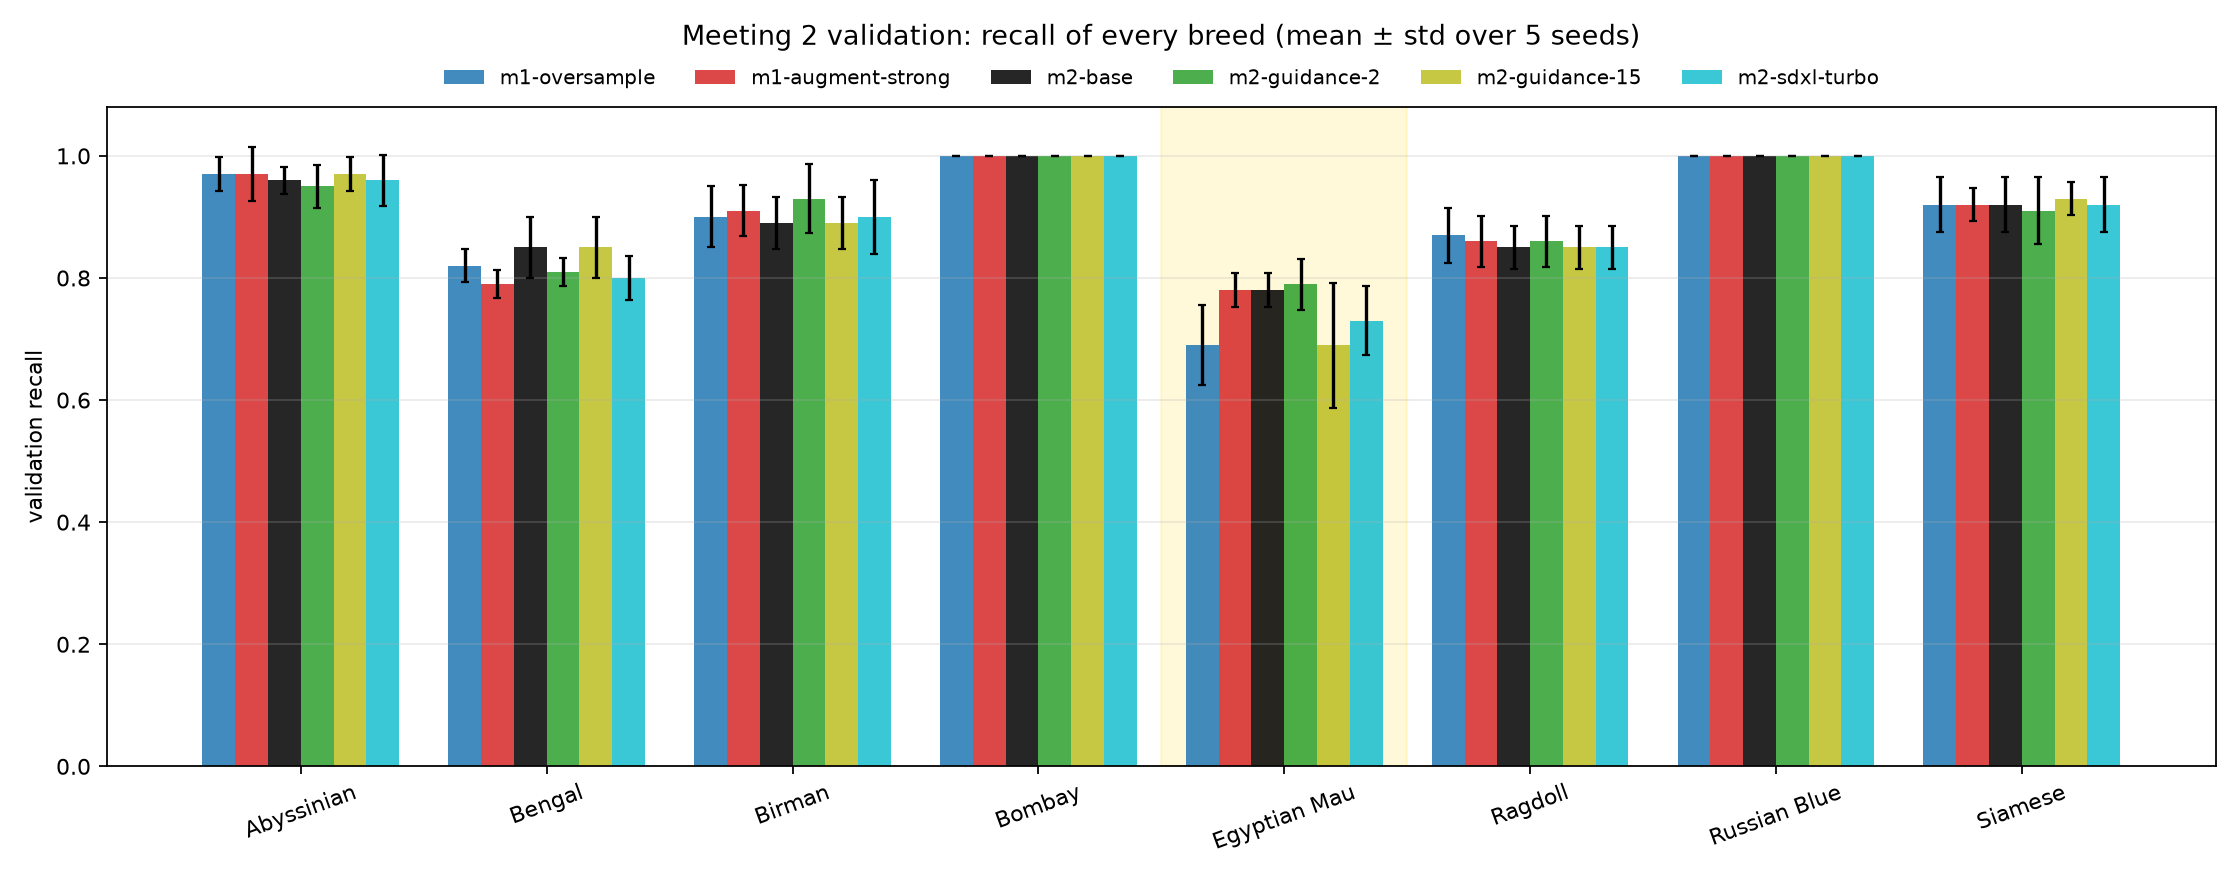 Meeting 2 validation: recall of every breed (mean ± std over 5 seeds)
m1-oversample m1-augment-strong m2-base m2-guidance-2 m2-guidance-15 m2-sdxl-turbo
validation recall
1.0
0.8
0.6
0.4
0.2
0.0
Abyssinian Bengal Birman Bombay Egyptian Mau Ragdoll Russian Blue Siamese